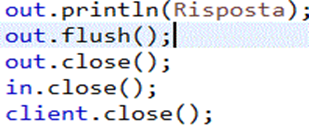 out.println(Risposta);
out.flush();
out.close();
in.close();
client.close();